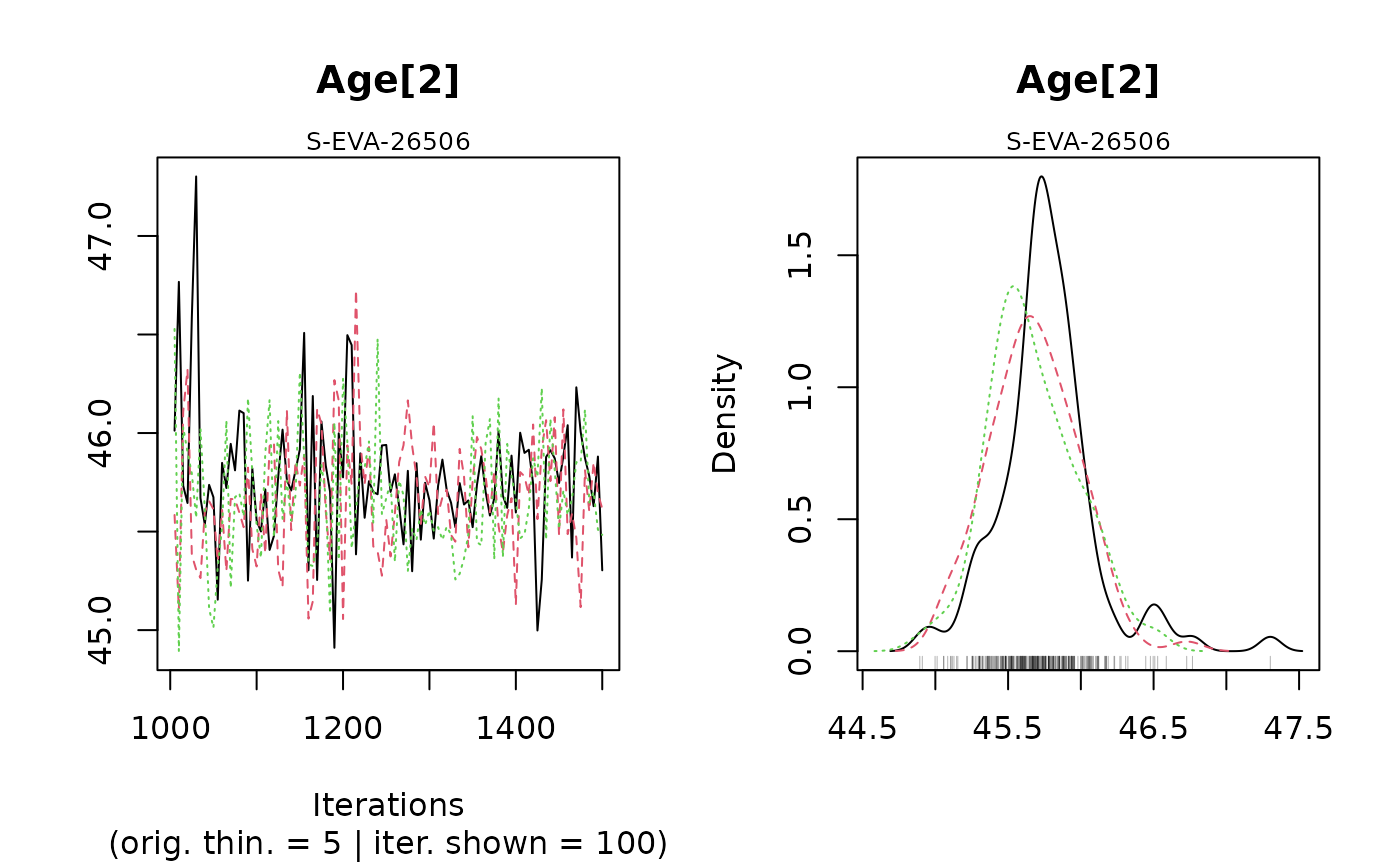 Age[2]
S-EVA-26506
47.0
46.0
45.0
1000 1200 1400
Iterations
(orig. thin. = 5 | iter. shown = 100)
Age[2]
S-EVA-26506
Density
1.5
1.0
0.5
0.0
44.5 45.5 46.5 47.5